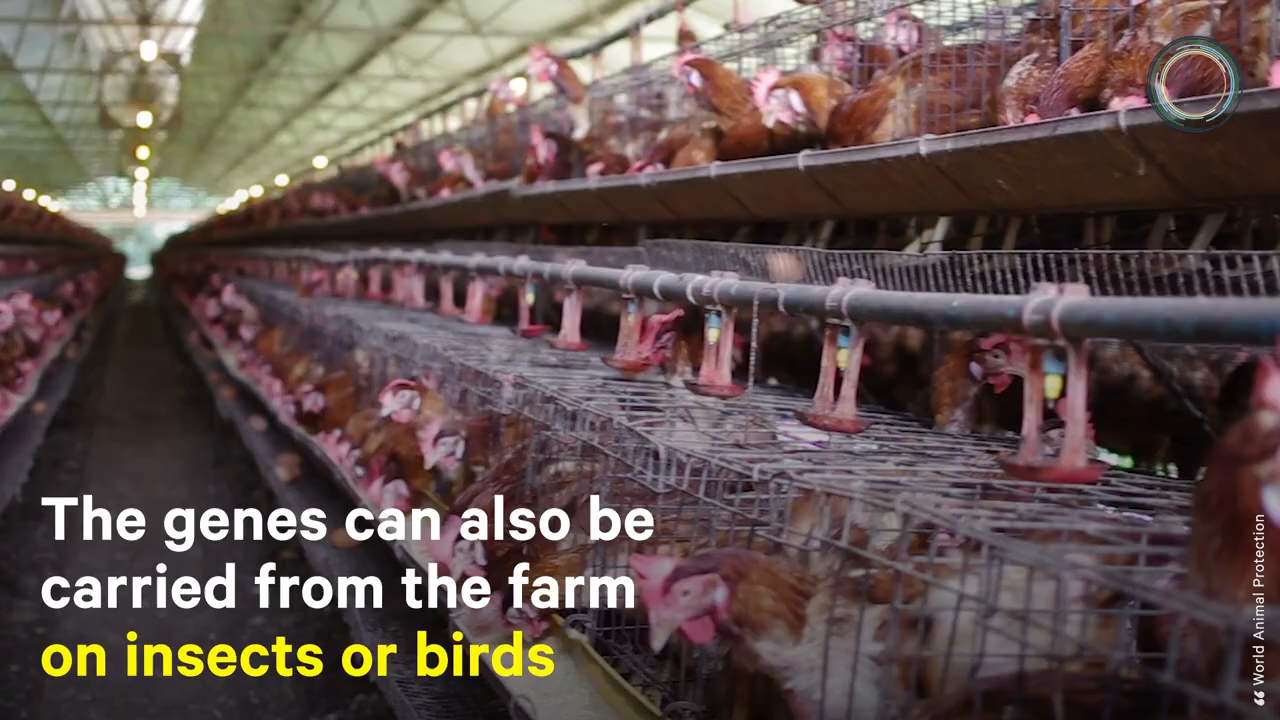 The genes can also be
carried from the farm
on insects or birds
World Animal Protection